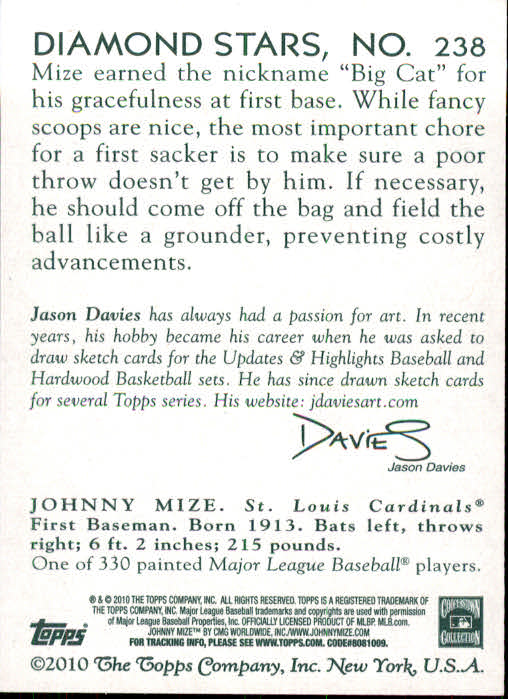 DIAMOND STARS, NO. 238
Mize earned the nickname “Big Cat” for
his gracefulness at first base. While fancy
scoops are nice, the most important chore
for a first sacker is to make sure a poor
throw doesn’t get by him. If necessary,
he should come off the bag and field the
ball like a grounder, preventing costly
advancements.
Jason Davies has always had a passion for art. In recent
years, his hobby became his career when he was asked to
draw sketch cards for the Updates & Highlights Baseball and
Hardwood Basketball sets. He has since drawn sketch cards
for several Topps series. His website: jdaviesart.com
DAVIES
Jason Davies
JOHNNY MIZE. St. Louis Cardinals®
First Baseman. Born 1913. Bats left, throws
right; 6 ft. 2 inches; 215 pounds.
One of 330 painted Major League Baseball® players.
® & © 2010 THE TOPPS COMPANY, INC. ALL RIGHTS RESERVED. TOPPS IS A REGISTERED TRADEMARK OF
THE TOPPS COMPANY, INC. Major League Baseball trademarks and copyrights are used with permission
of Major League Baseball Properties, Inc. OFFICIALLY LICENSED PRODUCT OF MLBP. MLB.com.
JOHNNY MIZE™ BY CMG WORLDWIDE, INC./WWW.JOHNNYMIZE.COM
FOR TRACKING INFO, PLEASE SEE WWW.TOPPS.COM. CODE#8081009.
Topps
COOPERSTOWN
COLLECTION
©2010 The Topps Company, Inc. New York, U.S.A.